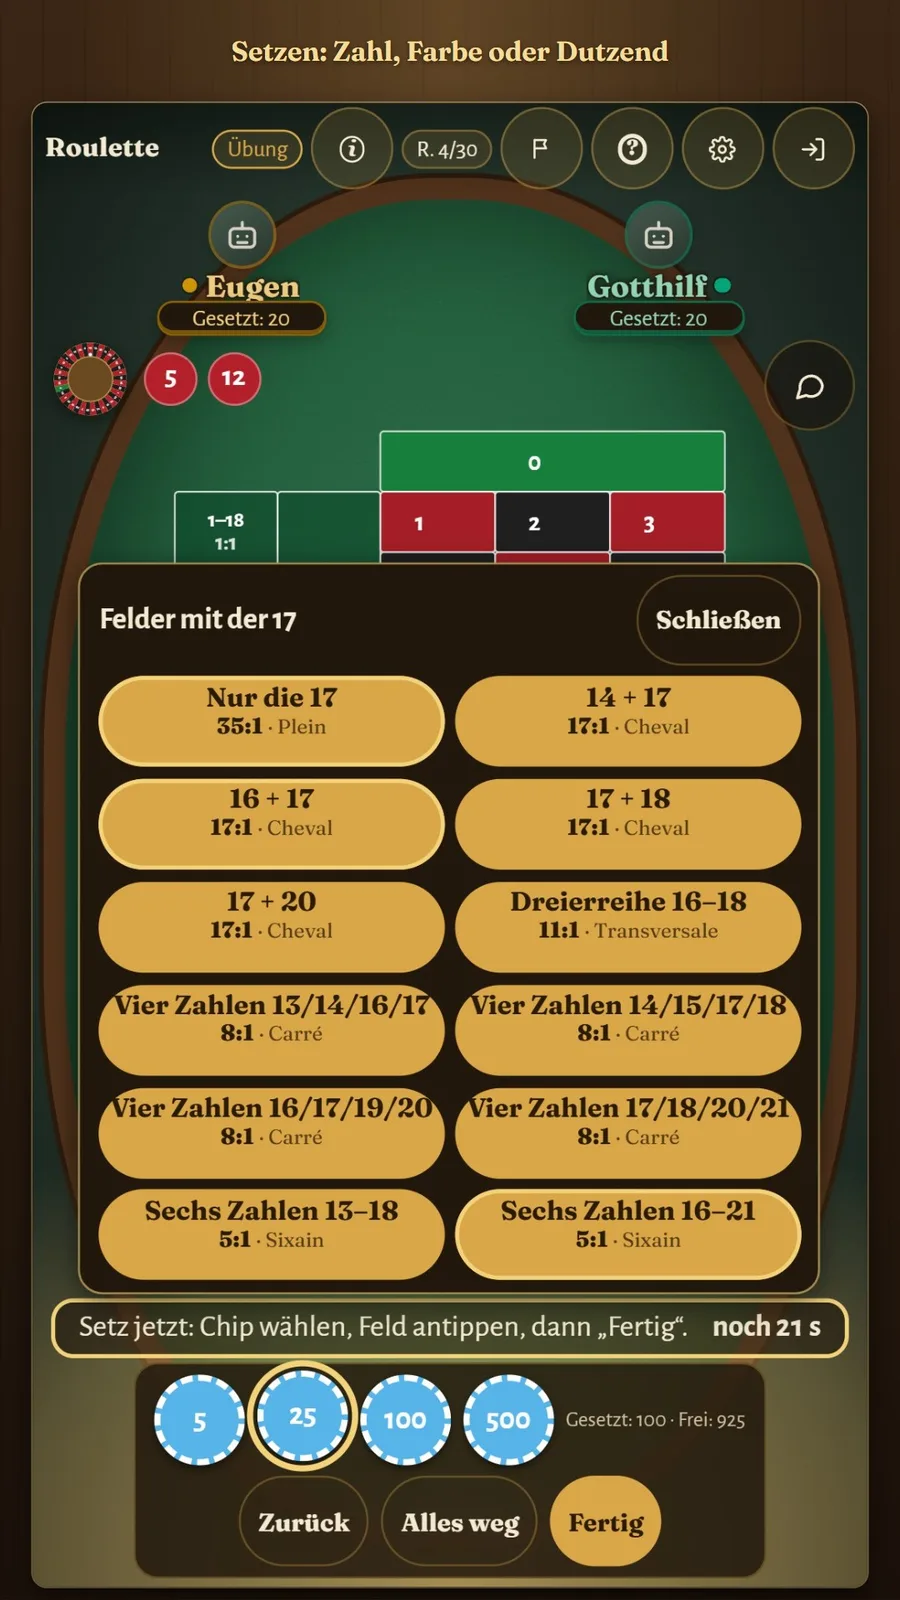 Setzen: Zahl, Farbe oder Dutzend
Roulette
Übung
R. 4/30
Eugen
Gesetzt: 20
Gotthilf
Gesetzt: 20
5
12
0
1–18
1:1
1
2
3
Felder mit der 17
Schließen
Nur die 17
35:1 · Plein
14 + 17
17:1 · Cheval
16 + 17
17:1 · Cheval
17 + 18
17:1 · Cheval
17 + 20
17:1 · Cheval
Dreierreihe 16–18
11:1 · Transversale
Vier Zahlen 13/14/16/17
8:1 · Carré
Vier Zahlen 14/15/17/18
8:1 · Carré
Vier Zahlen 16/17/19/20
8:1 · Carré
Vier Zahlen 17/18/20/21
8:1 · Carré
Sechs Zahlen 13–18
5:1 · Sixain
Sechs Zahlen 16–21
5:1 · Sixain
Setz jetzt: Chip wählen, Feld antippen, dann „Fertig“. noch 21 s
5
25
100
500
Gesetzt: 100 · Frei: 925
Zurück
Alles weg
Fertig